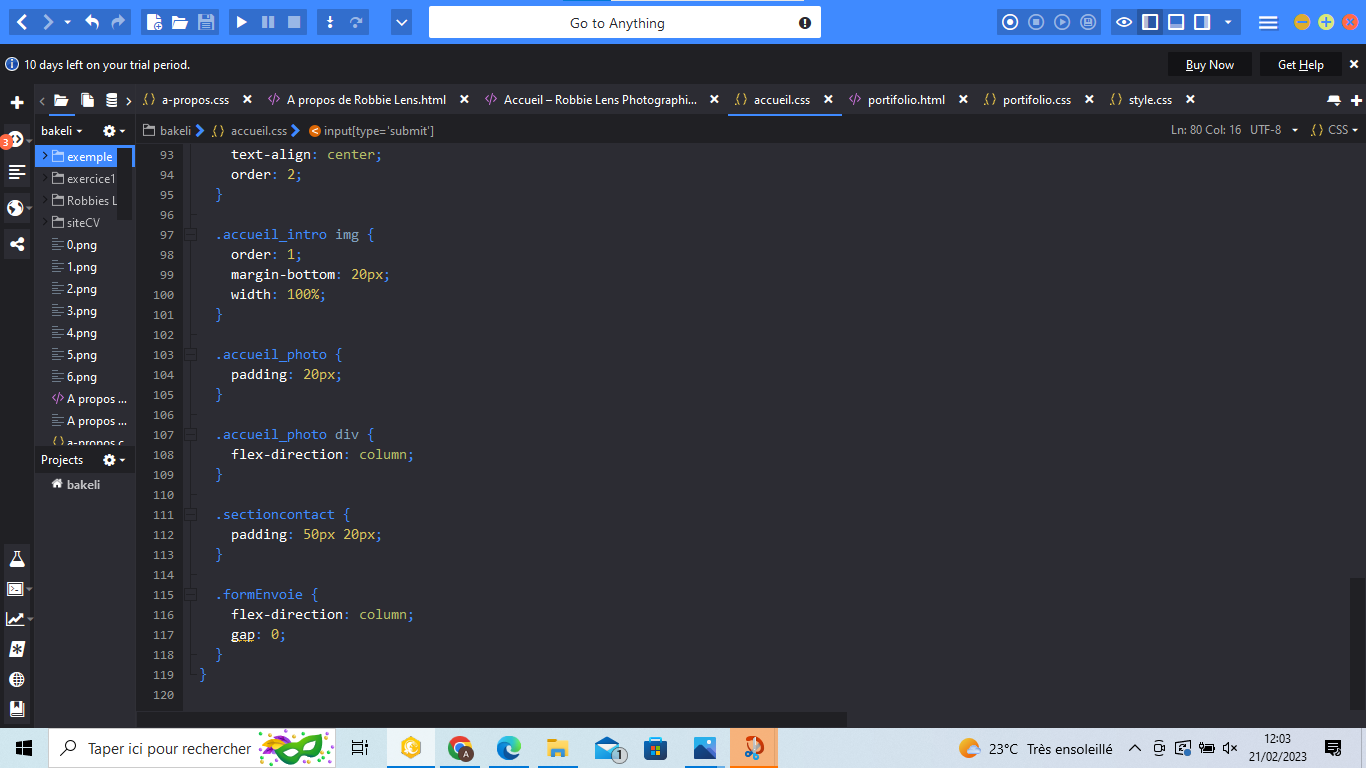 Go to Anything
10 days left on your trial period.
Buy Now
Get Help
a-propos.css
A propos de Robbie Lens.html
Accueil – Robbie Lens Photographi...
accueil.css
portifolio.html
portifolio.css
style.css
bakeli
bakeli
accueil.css
input[type='submit']
Ln: 80 Col: 16
UTF-8
CSS
3
exemple
exercice1
Robbies L
siteCV
0.png
1.png
2.png
3.png
4.png
5.png
6.png
A propos ...
A propos ...
a-propos.c
Projects
bakeli
93 text-align: center;
94 order: 2;
95 }
96
97 .accueil_intro img {
98 order: 1;
99 margin-bottom: 20px;
100 width: 100%;
101 }
102
103 .accueil_photo {
104 padding: 20px;
105 }
106
107 .accueil_photo div {
108 flex-direction: column;
109 }
110
111 .sectioncontact {
112 padding: 50px 20px;
113 }
114
115 .formEnvoie {
116 flex-direction: column;
117 gap: 0;
118 }
119 }
120
Taper ici pour rechercher
A
1
23°C Très ensoleillé
12:03
21/02/2023